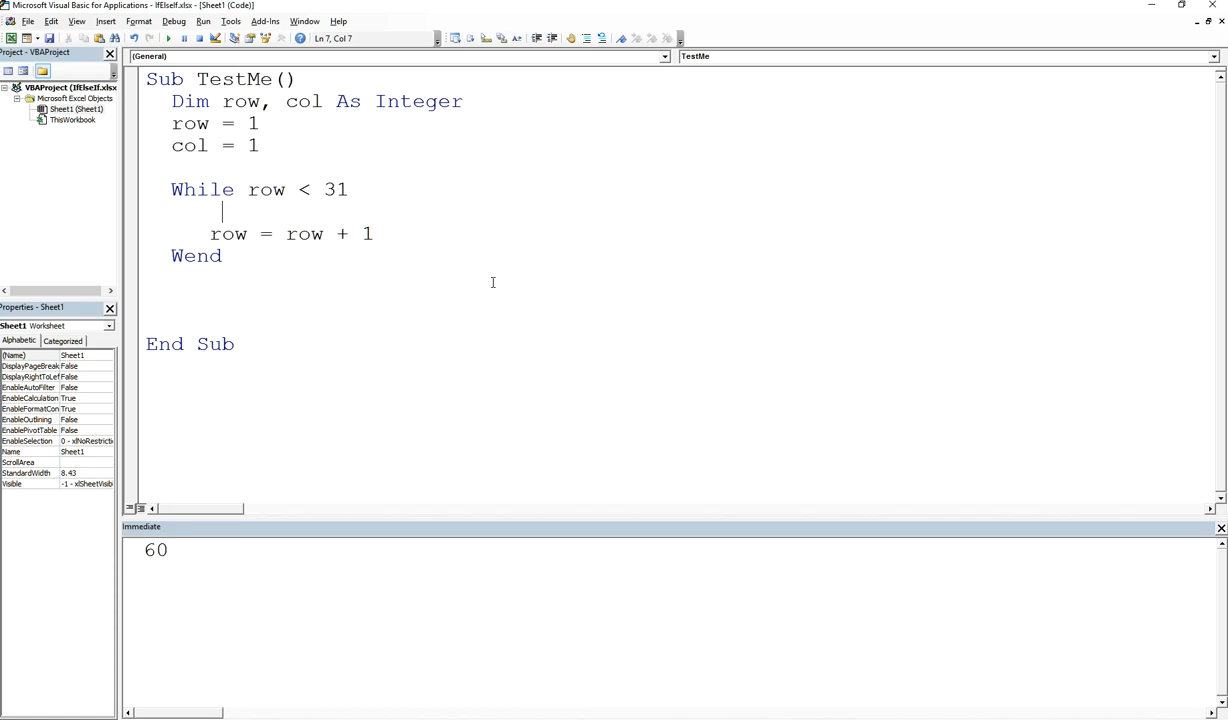 Microsoft Visual Basic for Applications - IfElseIf.xlsx - [Sheet1 (Code)]
File Edit View Insert Format Debug Run Tools Add-Ins Window Help
Ln 7, Col 7
Project - VBAProject
(General) TestMe
VBAProject (IfElseIf.xlsx
Microsoft Excel Objects
Sheet1 (Sheet1)
ThisWorkbook
Sub TestMe()
Dim row, col As Integer
row = 1
col = 1
While row < 31
row = row + 1
Wend
End Sub
Properties - Sheet1
Sheet1 Worksheet
Alphabetic Categorized
(Name) Sheet1
DisplayPageBreak False
DisplayRightToLef False
EnableAutoFilter False
EnableCalculation True
EnableFormatCon True
EnableOutlining False
EnablePivotTable False
EnableSelection 0 - xlNoRestricti
Name Sheet1
ScrollArea
StandardWidth 8.43
Visible -1 - xlSheetVisib
Immediate
60